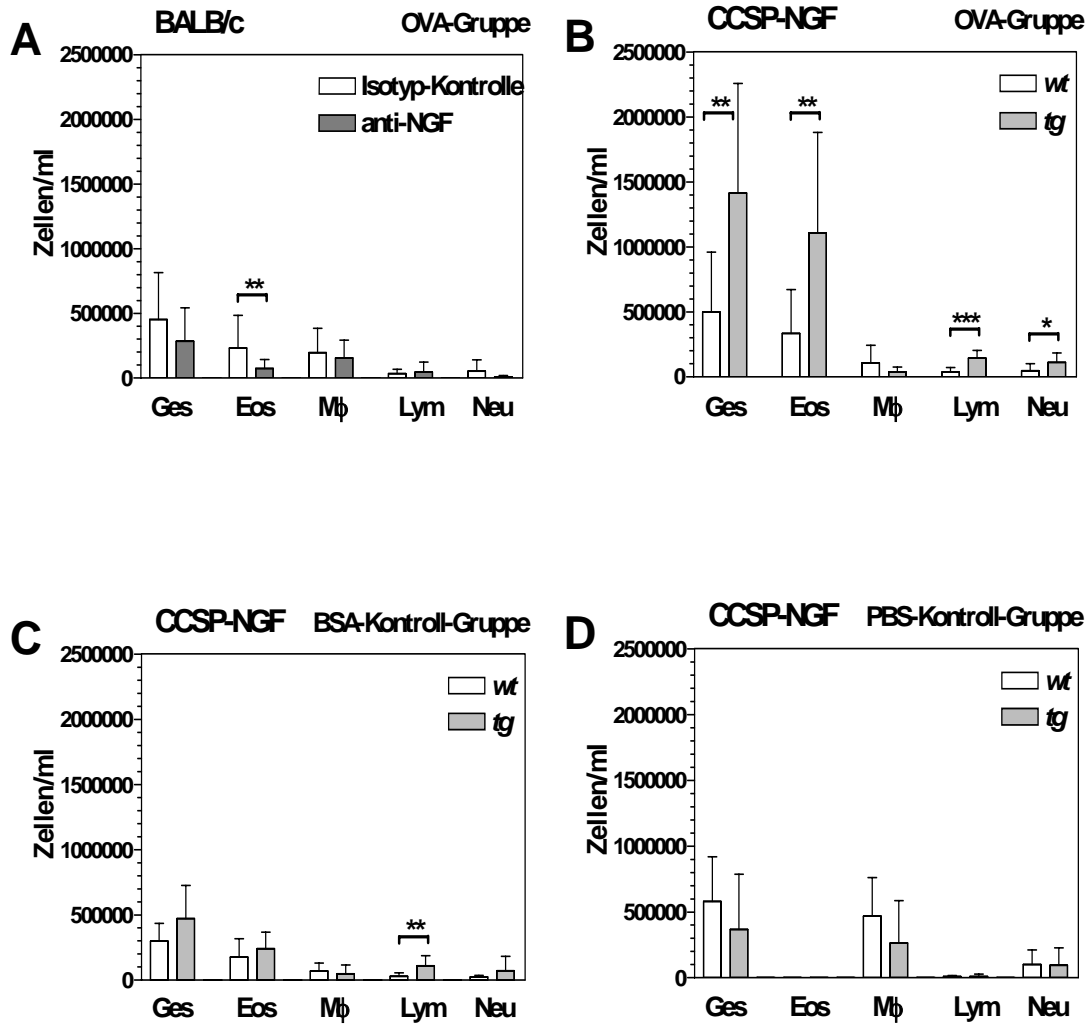 A BALB/c OVA-Gruppe
2500000
2000000
1500000
1000000
500000
0
Zellen/ml
Isotyp-Kontrolle
anti-NGF
**
Ges Eos Mϕ Lym Neu
B CCSP-NGF OVA-Gruppe
2500000
2000000
1500000
1000000
500000
0
Zellen/ml
wt
tg
** **
*** *
Ges Eos Mϕ Lym Neu
C CCSP-NGF BSA-Kontroll-Gruppe
2500000
2000000
1500000
1000000
500000
0
Zellen/ml
wt
tg
**
Ges Eos Mϕ Lym Neu
D CCSP-NGF PBS-Kontroll-Gruppe
2500000
2000000
1500000
1000000
500000
0
Zellen/ml
wt
tg
Ges Eos Mϕ Lym Neu